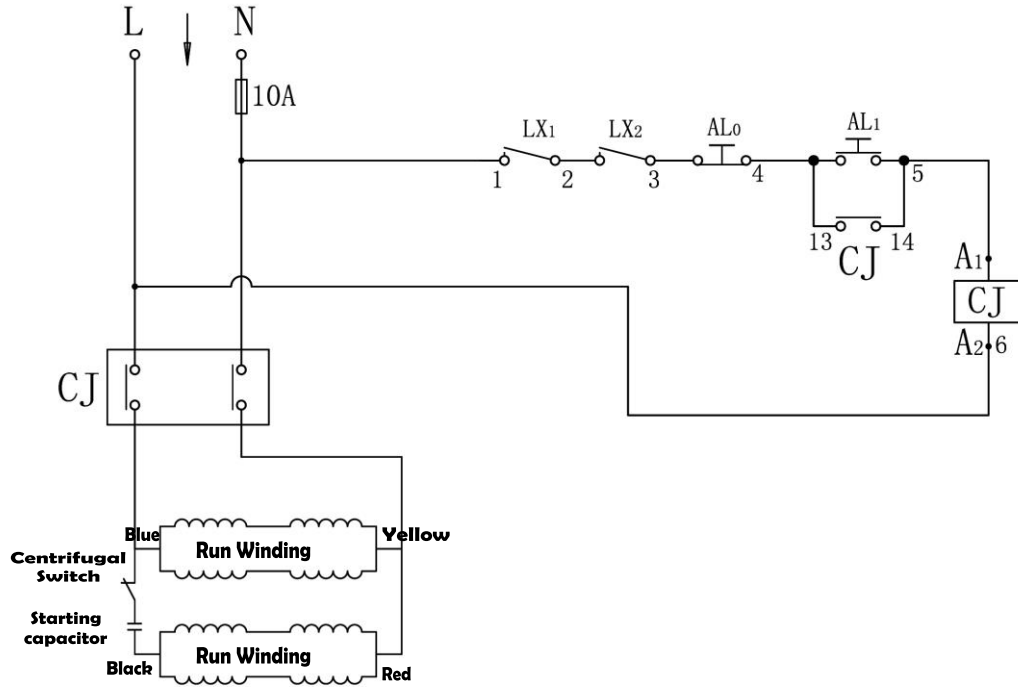 L
N
10A
LX1
LX2
AL0
AL1
1
2
3
4
5
13
14
CJ
A1
CJ
A2
6
CJ
Blue
Run Winding
Yellow
Centrifugal
Switch
Starting
capacitor
Black
Run Winding
Red